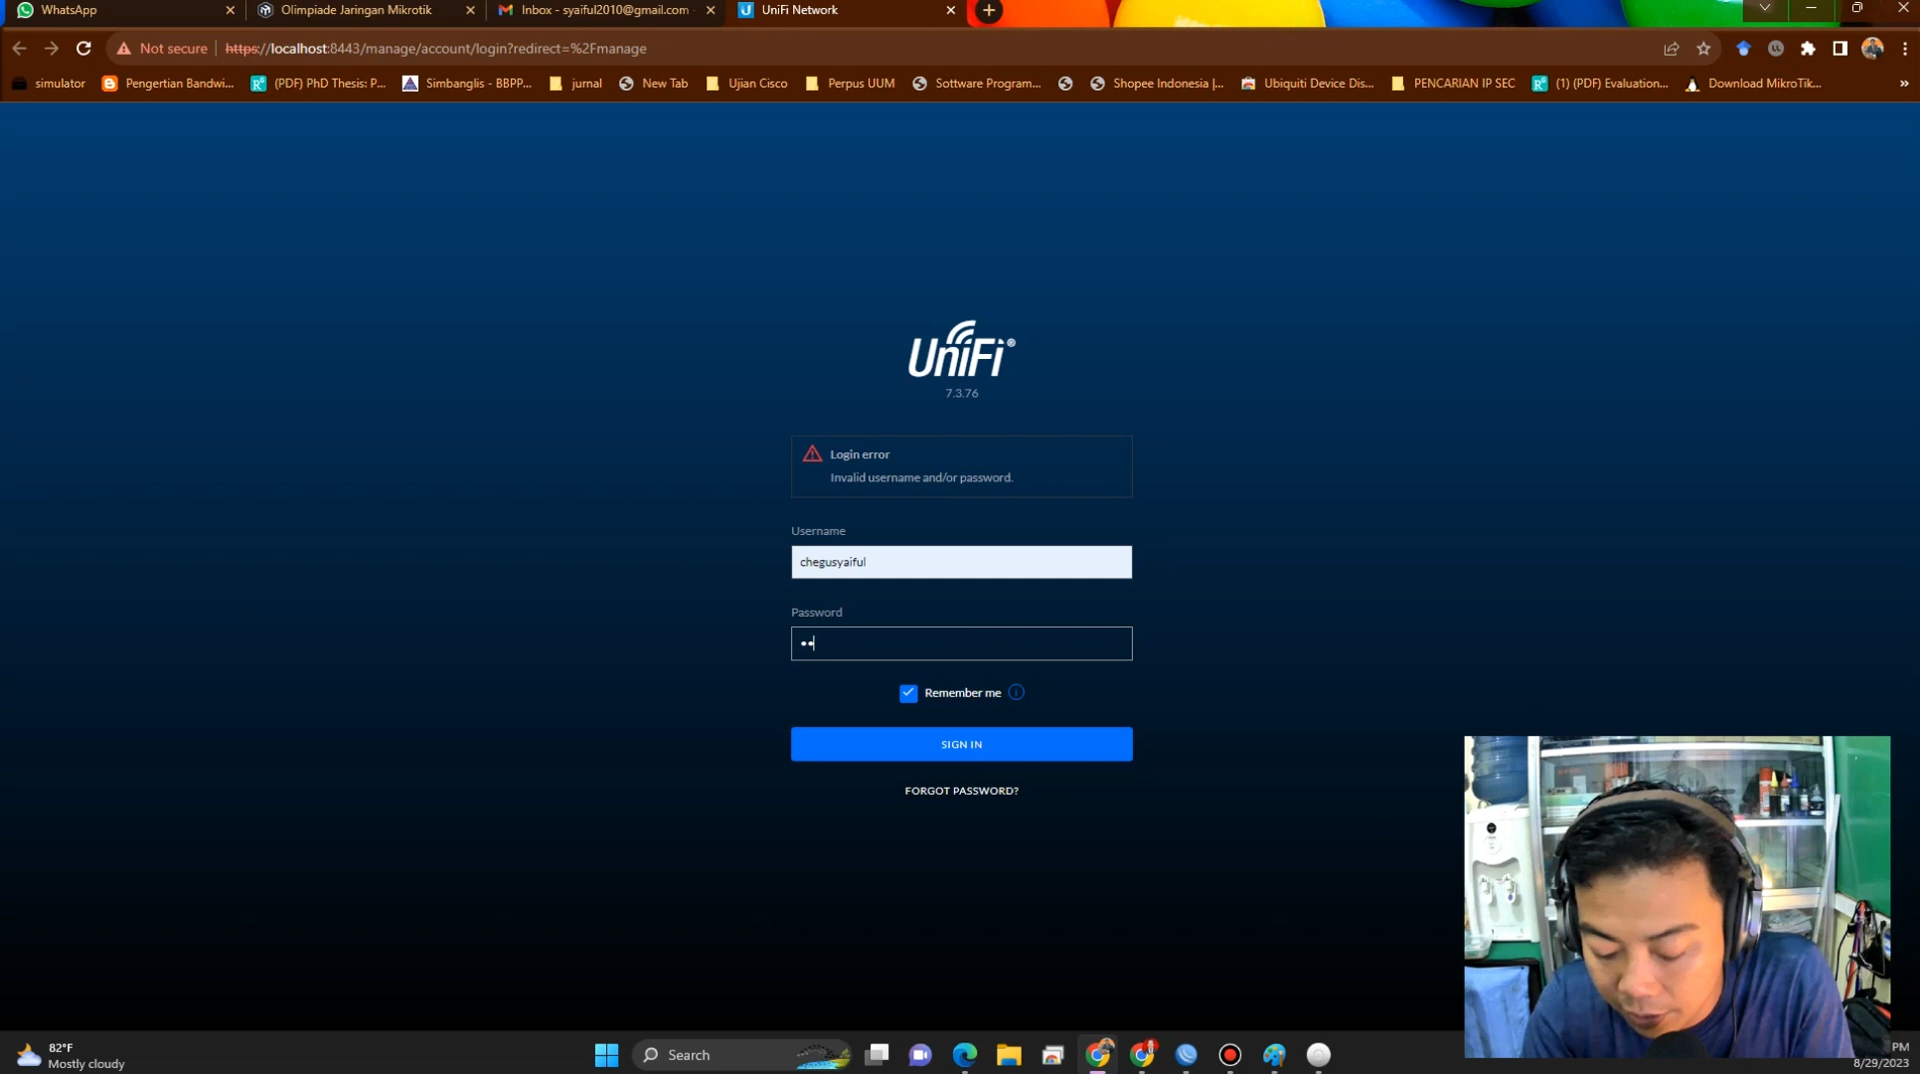 WhatsApp
Olimpiade Jaringan Mikrotik
Inbox - syaiful2010@gmail.com
UniFi Network
Not secure
https://localhost:8443/manage/account/login?redirect=%2Fmanage
simulator
Pengertian Bandwi...
(PDF) PhD Thesis: P...
Simbanglis - BBPP...
jurnal
New Tab
Ujian Cisco
Perpus UUM
Sottware Program...
Shopee Indonesia |...
Ubiquiti Device Dis...
PENCARIAN IP SEC
(1) (PDF) Evaluation...
Download MikroTik...
»
UniFi®
7.3.76
Login error
Invalid username and/or password.
Username
chegusyaiful
Password
Remember me
SIGN IN
FORGOT PASSWORD?
82°F
Mostly cloudy
Search
PM
8/29/2023